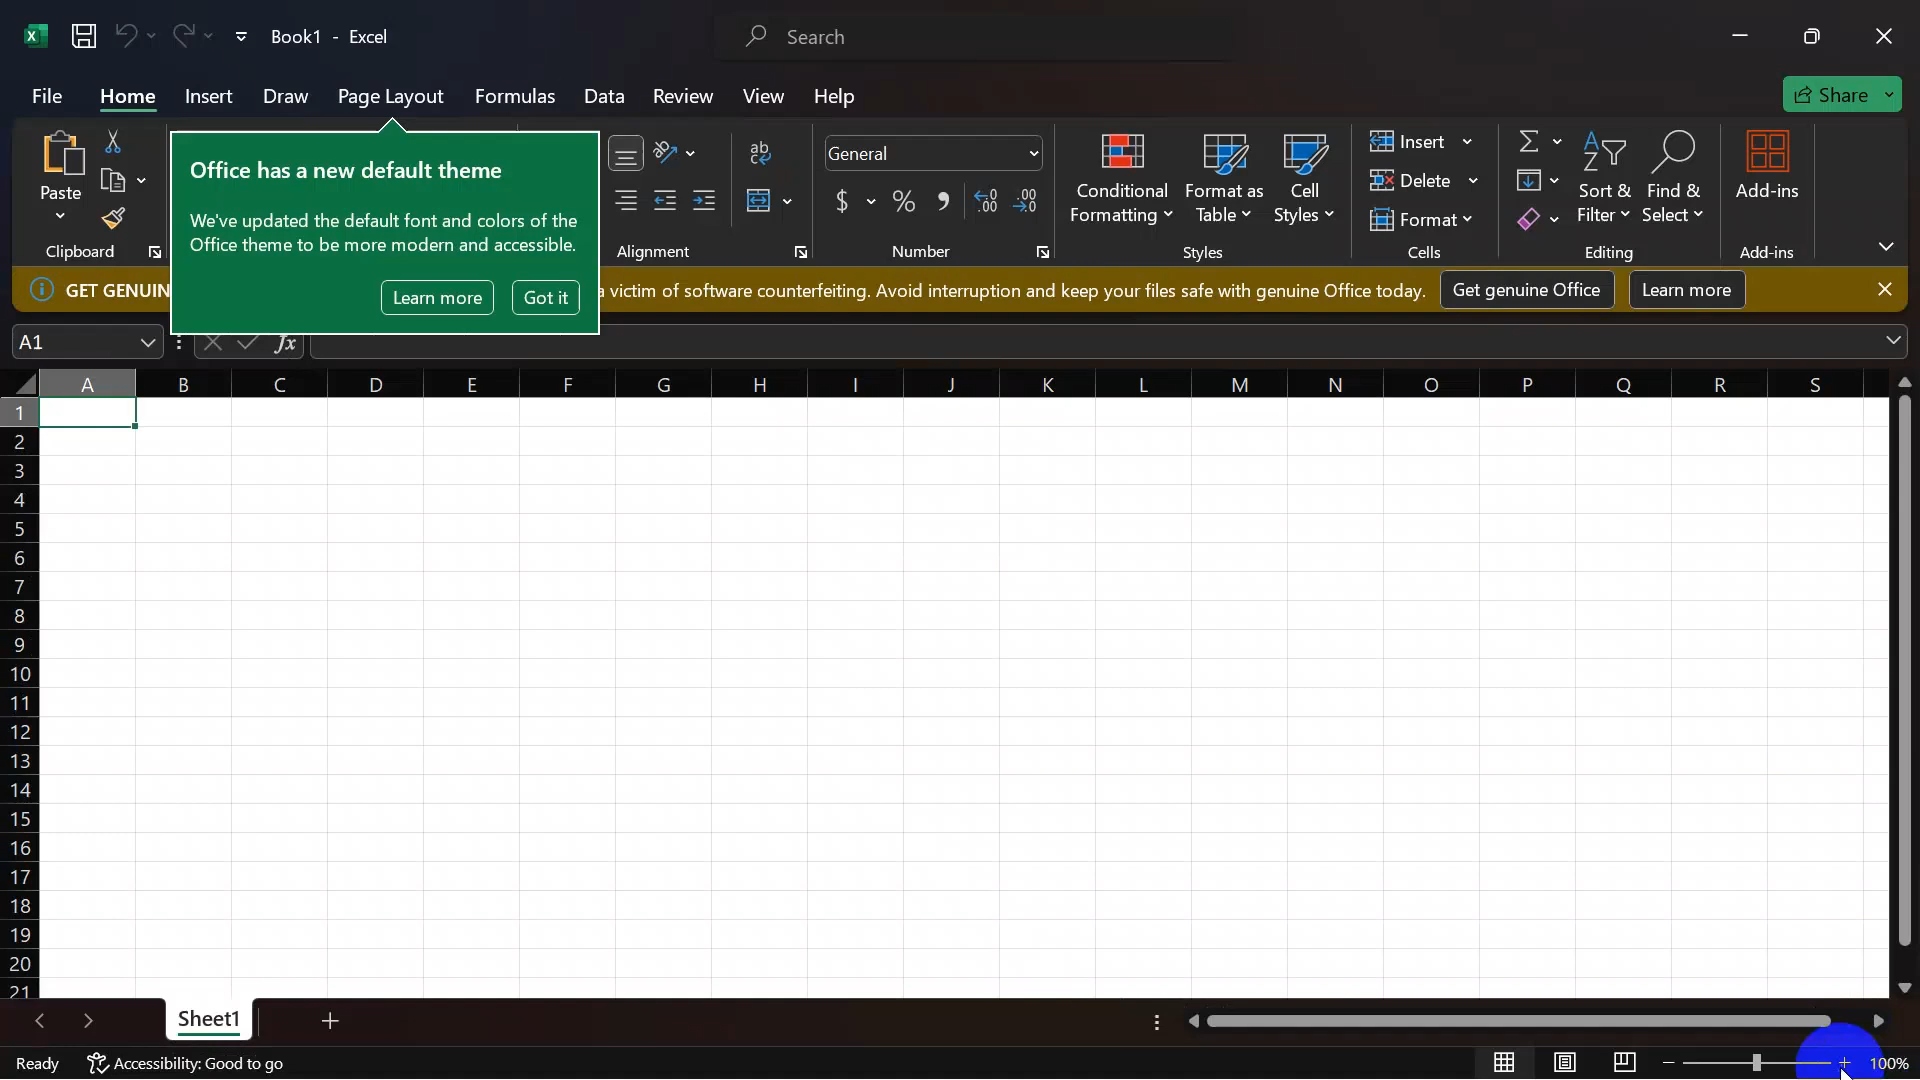 Book1 - Excel
Search
File Home Insert Draw Page Layout Formulas Data Review View Help
Share
Office has a new default theme
We've updated the default font and colors of the
Office theme to be more modern and accessible.
Learn more Got it
Paste
Clipboard
ab
Alignment
General
$ % 9 .00 .00
Number
Conditional
Formatting
Format as
Table
Cell
Styles
Styles
Insert
Delete
Format
Cells
Sort &
Filter
Find &
Select
Editing
Add-ins
Add-ins
GET GENUIN
a victim of software counterfeiting. Avoid interruption and keep your files safe with genuine Office today.
Get genuine Office Learn more
A1
fx
A B C D E F G H I J K L M N O P Q R S
1
2
3
4
5
6
7
8
9
10
11
12
13
14
15
16
17
18
19
20
21
Sheet1
Ready Accessibility: Good to go
100%